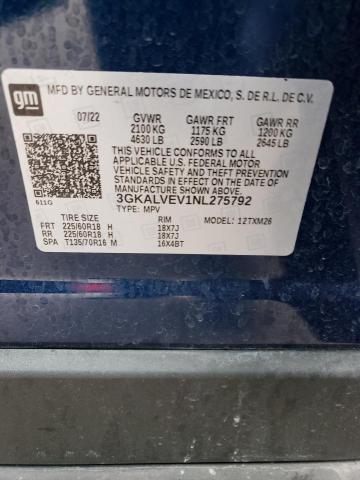 gm
MFD BY GENERAL MOTORS DE MEXICO, S. DE R.L. DE C.V.
07/22 GVWR GAWR FRT GAWR RR
2100 KG 1175 KG 1200 KG
4630 LB 2590 LB 2645 LB
THIS VEHICLE CONFORMS TO ALL
APPLICABLE U.S. FEDERAL MOTOR
VEHICLE SAFETY AND THEFT PREVENTION
STANDARDS IN EFFECT ON THE DATE OF
MANUFACTURE SHOWN ABOVE.
3GKALVEV1NL275792
611G TYPE: MPV
RIM 12TXM26
FRT 225/60R18 H 18X7J
RR 225/60R18 H 18X7J
SPA T135/70R16 M 16X4BT